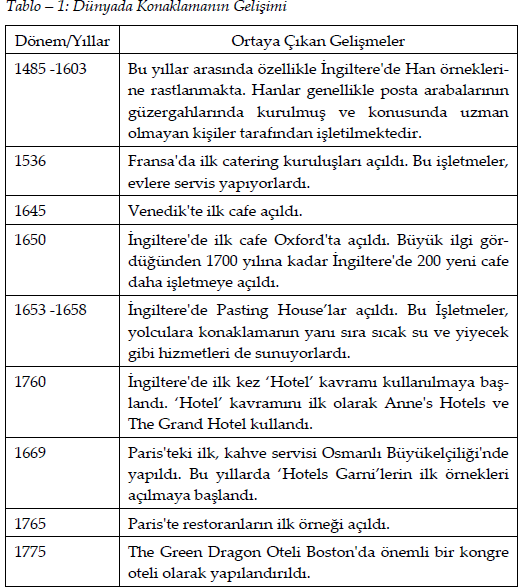 Tablo – 1: Dünyada Konaklamanın Gelişimi
Dönem/Yıllar Ortaya Çıkan Gelişmeler
1485 -1603 Bu yıllar arasında özellikle İngiltere'de Han örnekleri-
ne rastlanmakta. Hanlar genellikle posta arabalarının
güzergahlarında kurulmuş ve konusunda uzman
olmayan kişiler tarafından işletilmektedir.
1536 Fransa'da ilk catering kuruluşları açıldı. Bu işletmeler,
evlere servis yapıyorlardı.
1645 Venedik'te ilk cafe açıldı.
1650 İngiltere'de ilk cafe Oxford'ta açıldı. Büyük ilgi gör-
düğünden 1700 yılına kadar İngiltere'de 200 yeni cafe
daha işletmeye açıldı.
1653 -1658 İngiltere'de Pasting House’lar açıldı. Bu İşletmeler,
yolculara konaklamanın yanı sıra sıcak su ve yiyecek
gibi hizmetleri de sunuyorlardı.
1760 İngiltere'de ilk kez ‘Hotel’ kavramı kullanılmaya baş-
landı. ‘Hotel’ kavramını ilk olarak Anne's Hotels ve
The Grand Hotel kullandı.
1669 Paris'teki ilk, kahve servisi Osmanlı Büyükelçiliği'nde
yapıldı. Bu yıllarda ‘Hotels Garni’lerin ilk örnekleri
açılmaya başlandı.
1765 Paris'te restoranların ilk örneği açıldı.
1775 The Green Dragon Oteli Boston'da önemli bir kongre
oteli olarak yapılandırıldı.